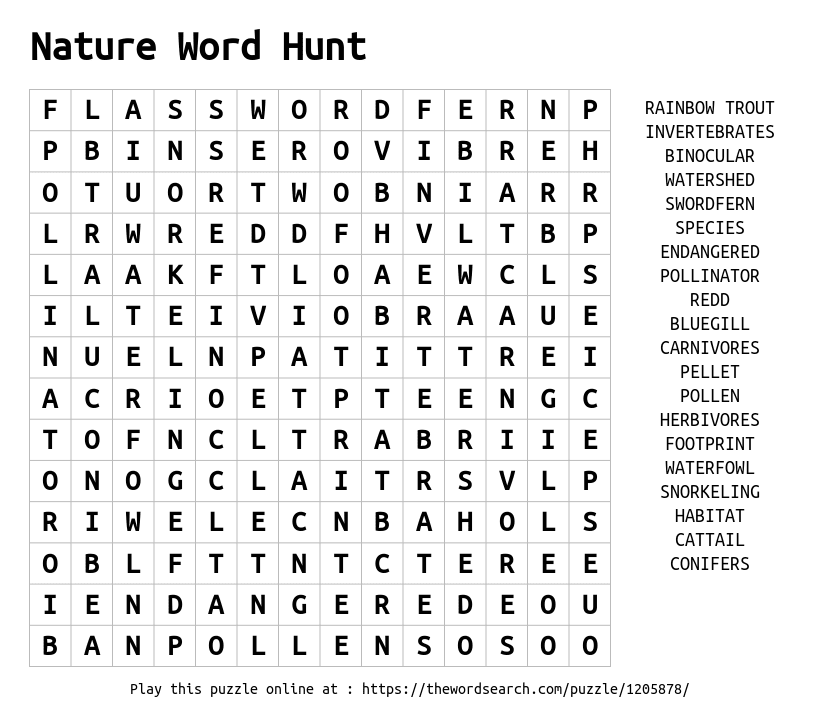 Nature Word Hunt
F L A S S W O R D F E R N P
P B I N S E R O V I B R E H
O T U O R T W O B N I A R R
L R W R E D D F H V L T B P
L A A K F T L O A E W C L S
I L T E I V I O B R A A U E
N U E L N P A T I T T R E I
A C R I O E T P T E E N G C
T O F N C L T R A B R I I E
O N O G C L A I T R S V L P
R I W E L E C N B A H O L S
O B L F T T N T C T E R E E
I E N D A N G E R E D E O U
B A N P O L L E N S O S O O
RAINBOW TROUT
INVERTEBRATES
BINOCULAR
WATERSHED
SWORDFERN
SPECIES
ENDANGERED
POLLINATOR
REDD
BLUEGILL
CARNIVORES
PELLET
POLLEN
HERBIVORES
FOOTPRINT
WATERFOWL
SNORKELING
HABITAT
CATTAIL
CONIFERS
Play this puzzle online at : https://thewordsearch.com/puzzle/1205878/